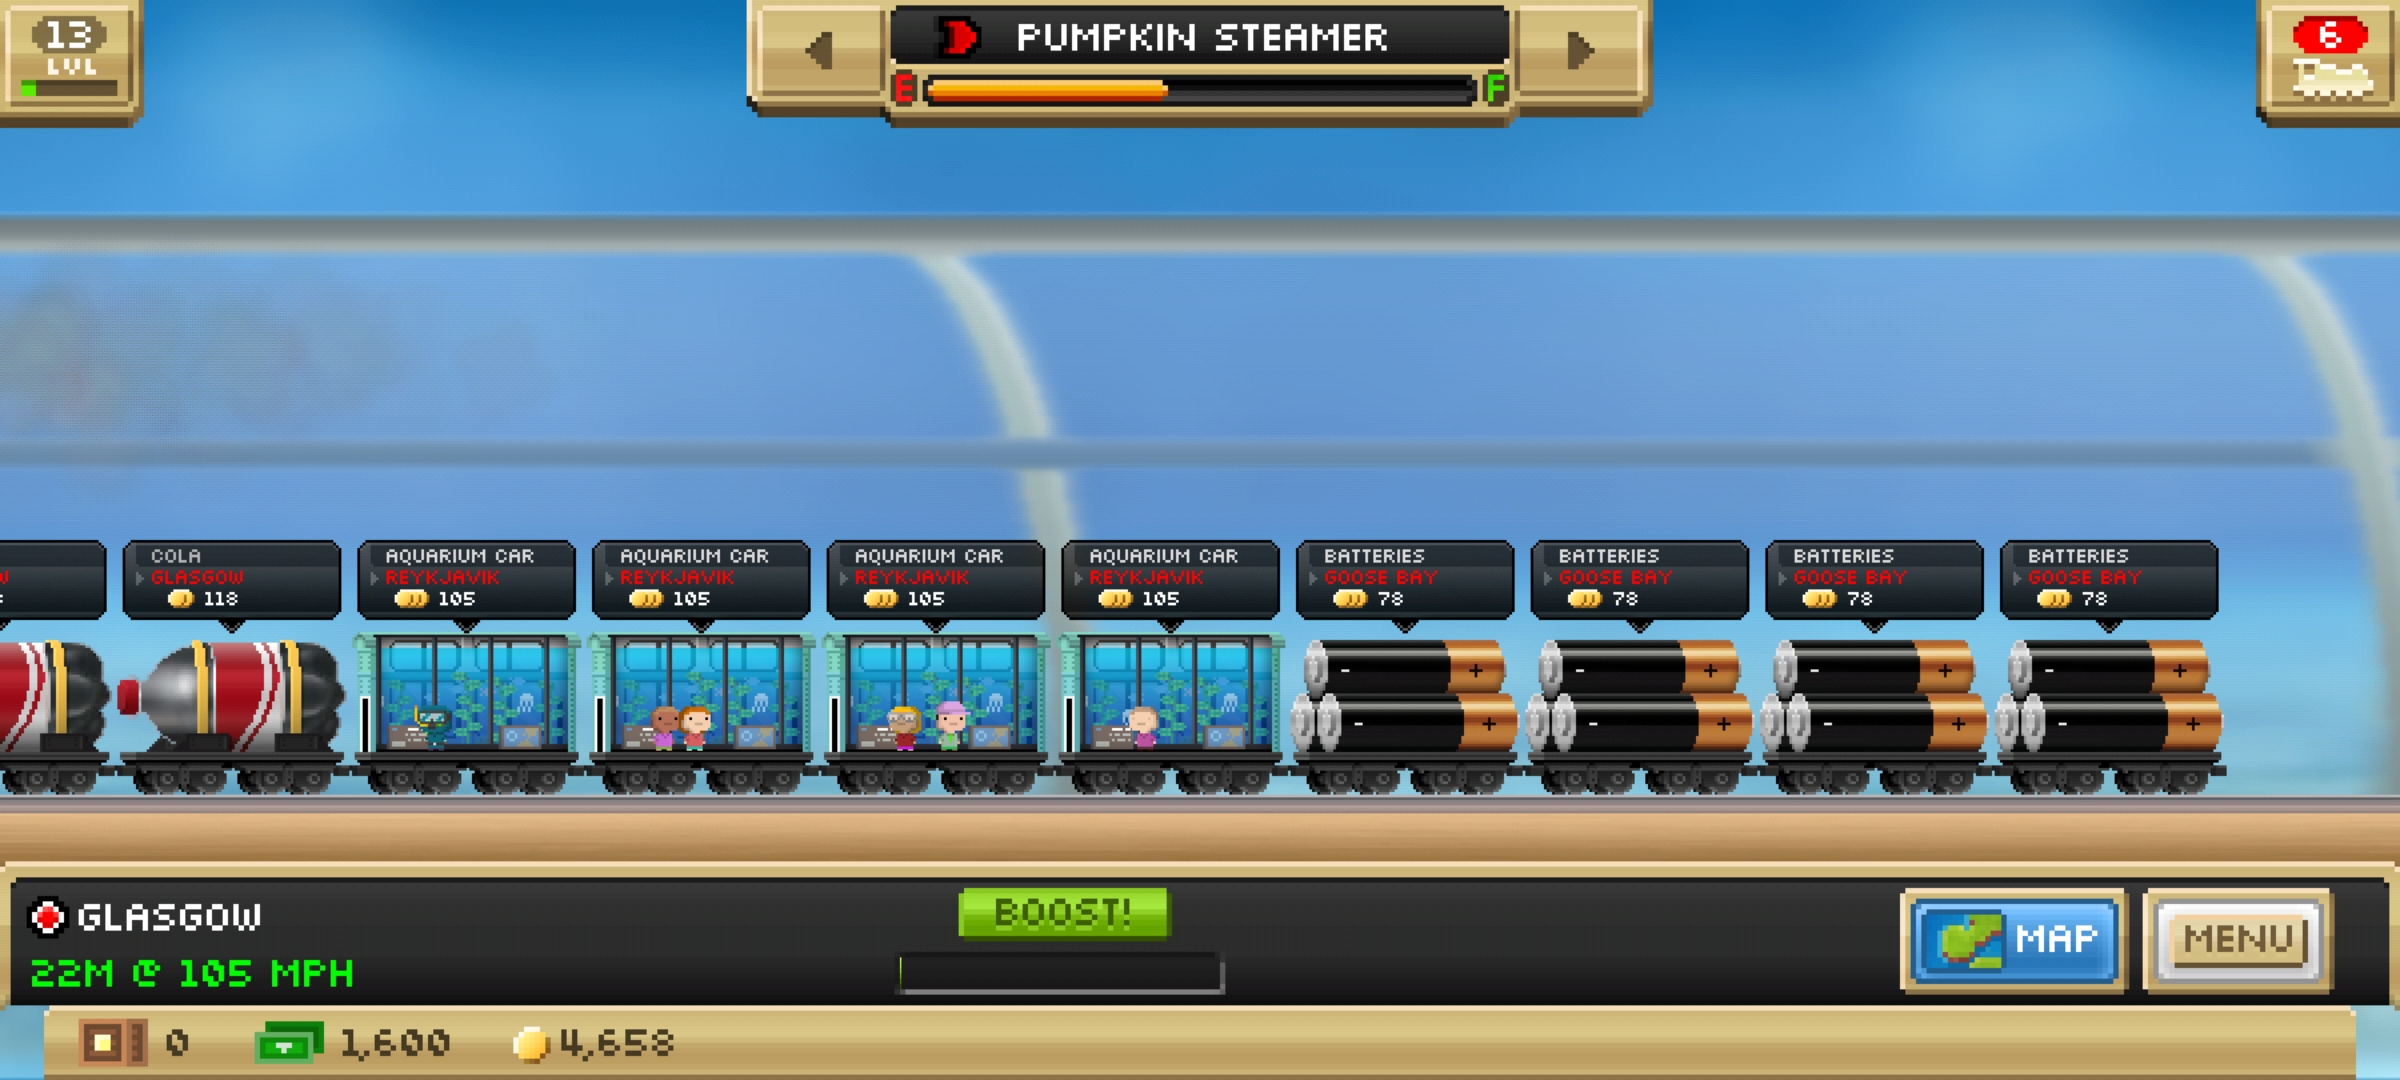 13
LVL
PUMPKIN STEAMER
E
F
6
W
COLA
GLASGOW
118
AQUARIUM CAR
REYKJAVIK
105
AQUARIUM CAR
REYKJAVIK
105
AQUARIUM CAR
REYKJAVIK
105
AQUARIUM CAR
REYKJAVIK
105
BATTERIES
GOOSE BAY
78
BATTERIES
GOOSE BAY
78
BATTERIES
GOOSE BAY
78
BATTERIES
GOOSE BAY
78
- +
- +
- +
- +
- +
- +
- +
- +
GLASGOW
22M @ 105 MPH
BOOST!
MAP
MENU
0
1,600
4,658